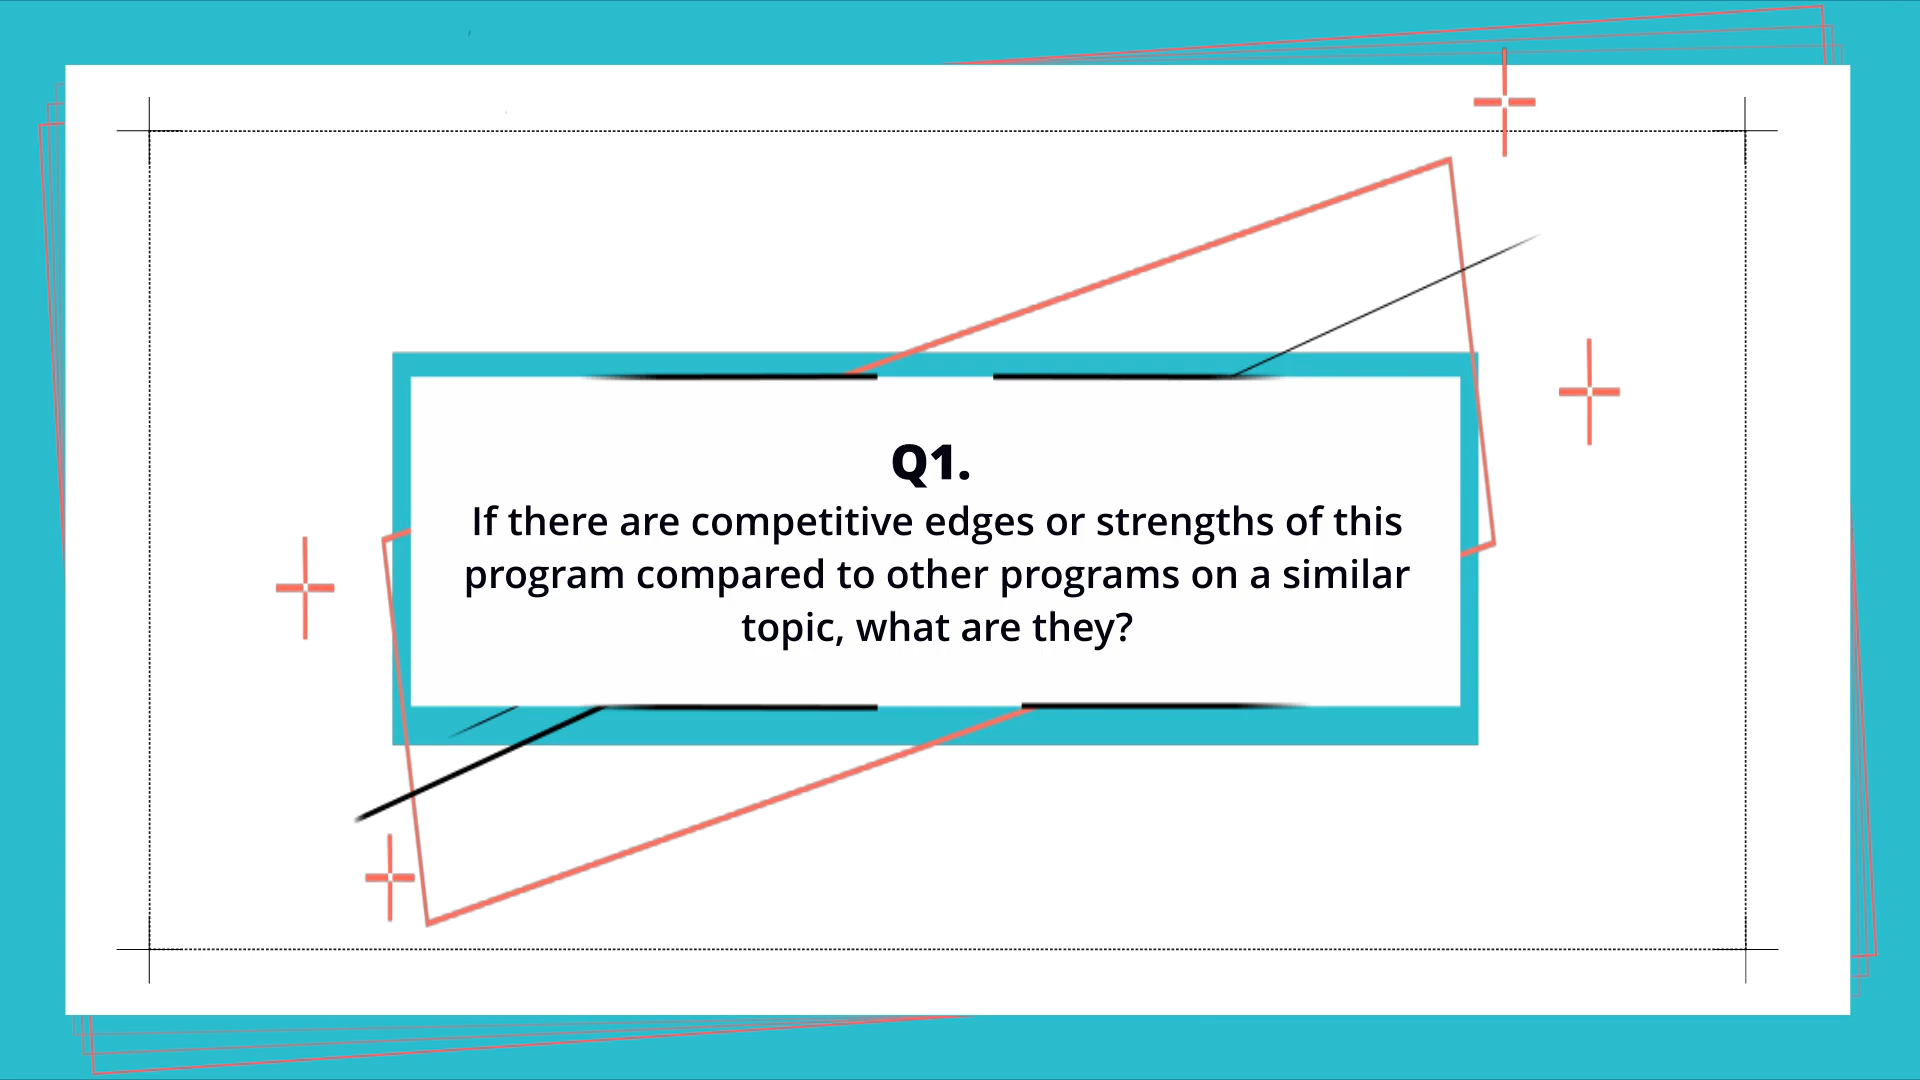 Q1.
If there are competitive edges or strengths of this
program compared to other programs on a similar
topic, what are they?